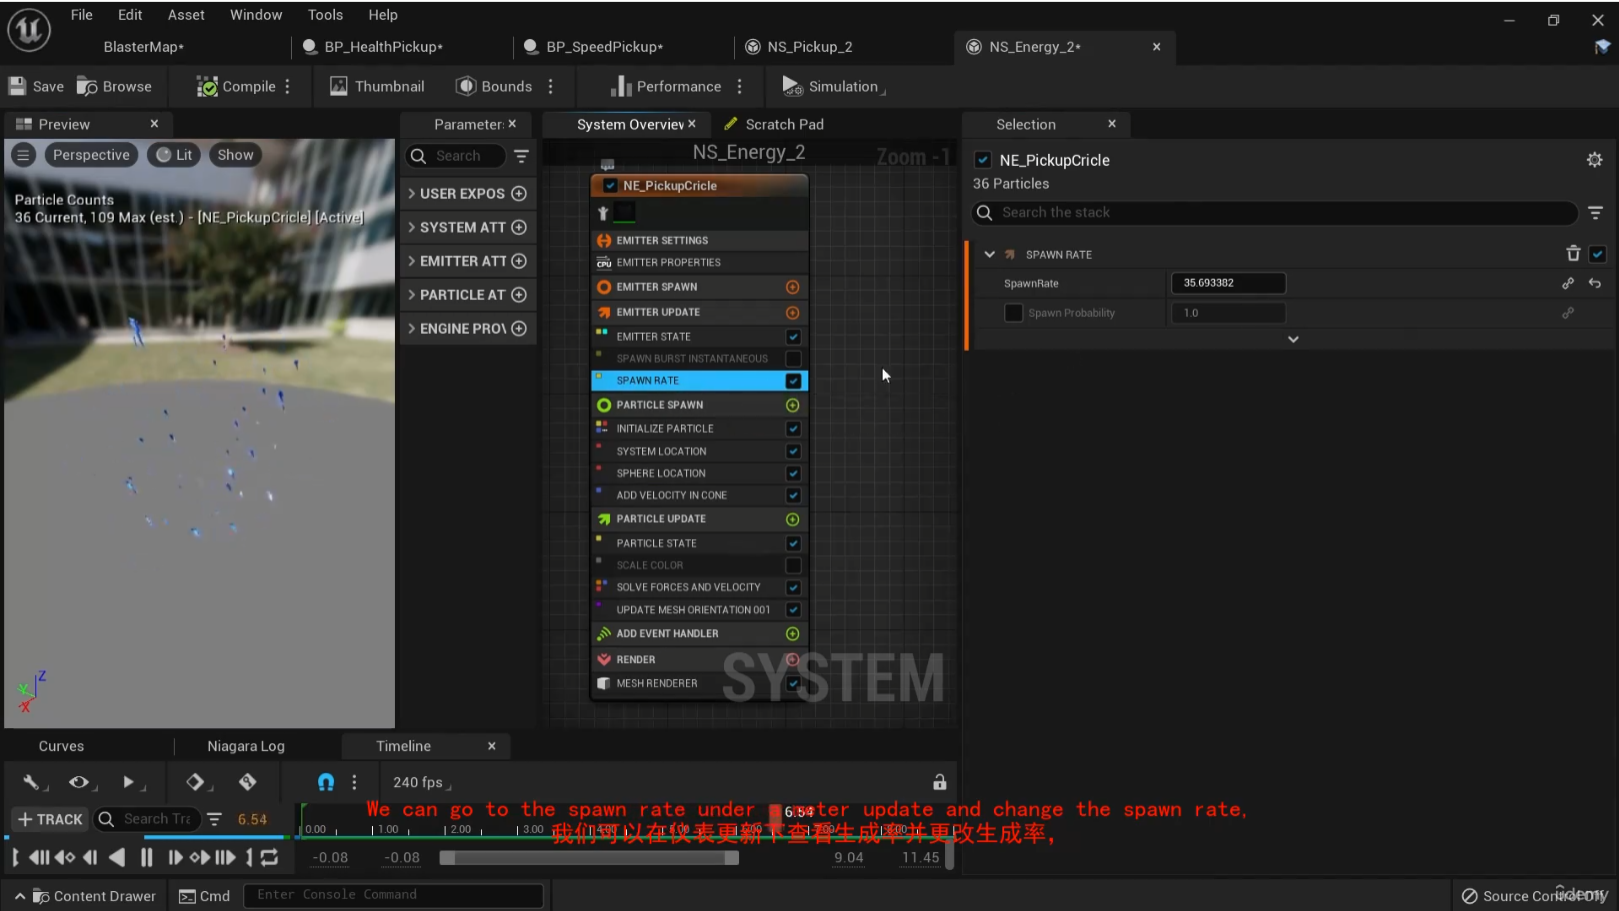 File Edit Asset Window Tools Help
BlasterMap* BP_HealthPickup* BP_SpeedPickup* NS_Pickup_2 NS_Energy_2*
Save Browse Compile Thumbnail Bounds Performance Simulation
Preview Parameter System Overview Scratch Pad Selection
Perspective Lit Show
Search
NS_Energy_2
Zoom -1
NE_PickupCricle
36 Particles
Search the stack
Particle Counts
36 Current, 109 Max (est.) - [NE_PickupCricle] [Active]
USER EXPOS
SYSTEM ATT
EMITTER ATT
PARTICLE AT
ENGINE PROV
NE_PickupCricle
EMITTER SETTINGS
CPU EMITTER PROPERTIES
EMITTER SPAWN
EMITTER UPDATE
EMITTER STATE
SPAWN BURST INSTANTANEOUS
SPAWN RATE
PARTICLE SPAWN
INITIALIZE PARTICLE
SYSTEM LOCATION
SPHERE LOCATION
ADD VELOCITY IN CONE
PARTICLE UPDATE
PARTICLE STATE
SCALE COLOR
SOLVE FORCES AND VELOCITY
UPDATE MESH ORIENTATION 001
ADD EVENT HANDLER
RENDER
MESH RENDERER
SYSTEM
SPAWN RATE
SpawnRate 35.693382
Spawn Probability 1.0
Z
Y
X
Curves Niagara Log Timeline
240 fps
TRACK Search Tra 6.54
6.54
0.00 1.00 2.00 3.00
We can go to the spawn rate under a meter update and change the spawn rate,
我们可以在仪表更新下查看生成率并更改生成率，
-0.08 -0.08 9.04 11.45
Content Drawer Cmd Enter Console Command Source Control Off
ûdemy